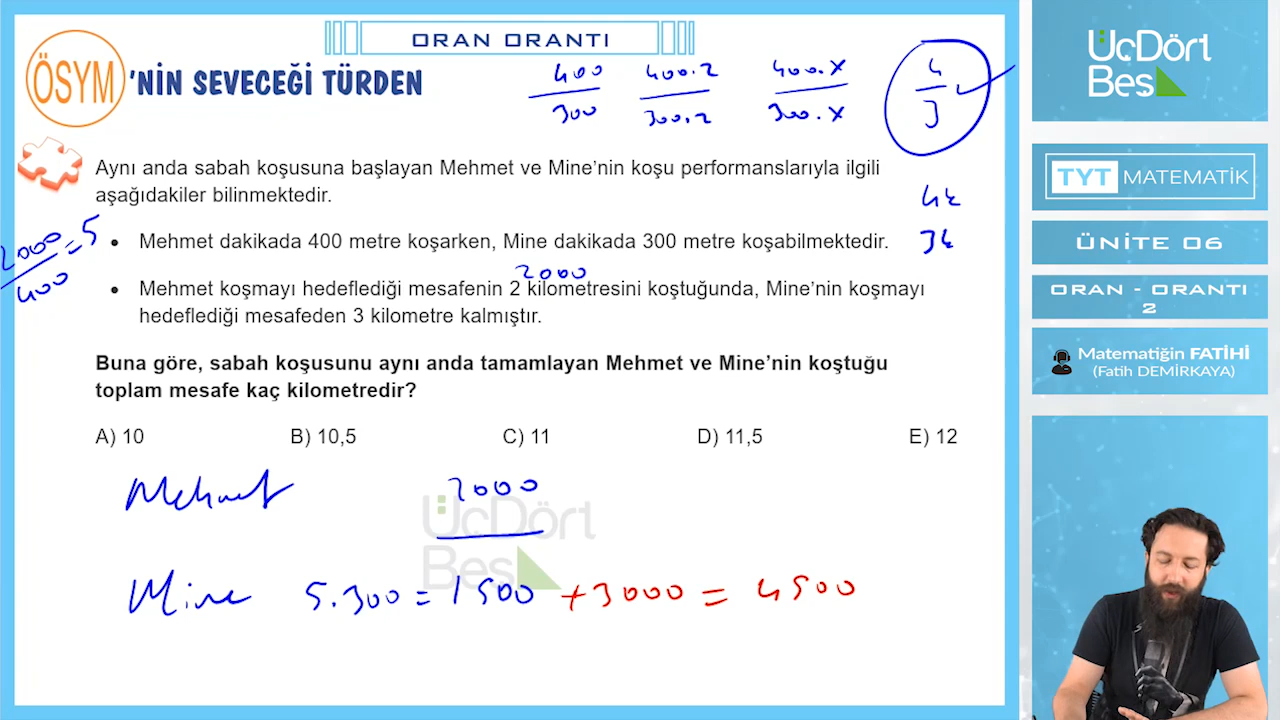 ORAN ORANTI
ÖSYM'NİN SEVECEĞİ TÜRDEN
400/300 400.2/300.2 400.x/300.x 4/3
Aynı anda sabah koşusuna başlayan Mehmet ve Mine'nin koşu performanslarıyla ilgili
aşağıdakiler bilinmektedir.
4k
3k
2000/400 = 5
• Mehmet dakikada 400 metre koşarken, Mine dakikada 300 metre koşabilmektedir.
2000
• Mehmet koşmayı hedeflediği mesafenin 2 kilometresini koştuğunda, Mine'nin koşmayı
hedeflediği mesafeden 3 kilometre kalmıştır.
Buna göre, sabah koşusunu aynı anda tamamlayan Mehmet ve Mine'nin koştuğu
toplam mesafe kaç kilometredir?
A) 10 B) 10,5 C) 11 D) 11,5 E) 12
Mehmet 2000
ÜçDört
Beş
Mine 5.300 = 1500 + 3000 = 4500
ÜçDört
Beş
TYT MATEMATİK
ÜNİTE 06
ORAN - ORANTI
2
Matematiğin FATİHİ
(Fatih DEMİRKAYA)